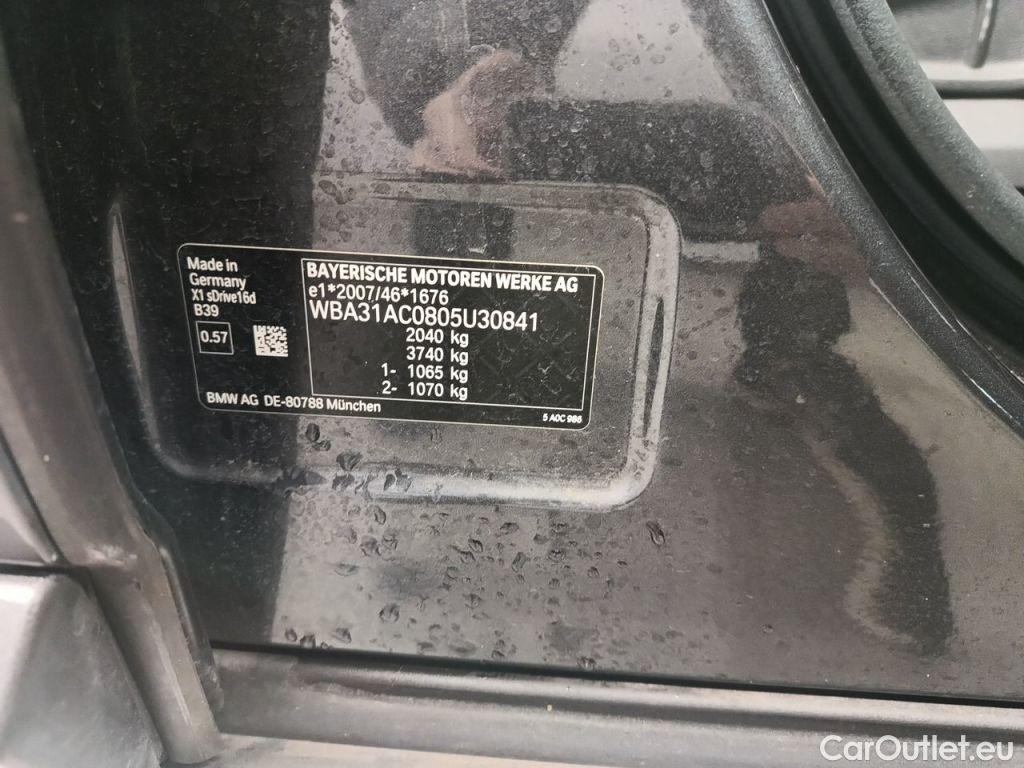 Made in
Germany
X1 sDrive16d
B39
0.57
BAYERISCHE MOTOREN WERKE AG
e1*2007/46*1676
WBA31AC0805U30841
2040 kg
3740 kg
1- 1065 kg
2- 1070 kg
BMW AG DE-80788 München
5 A0C 986
CarOutlet.eu